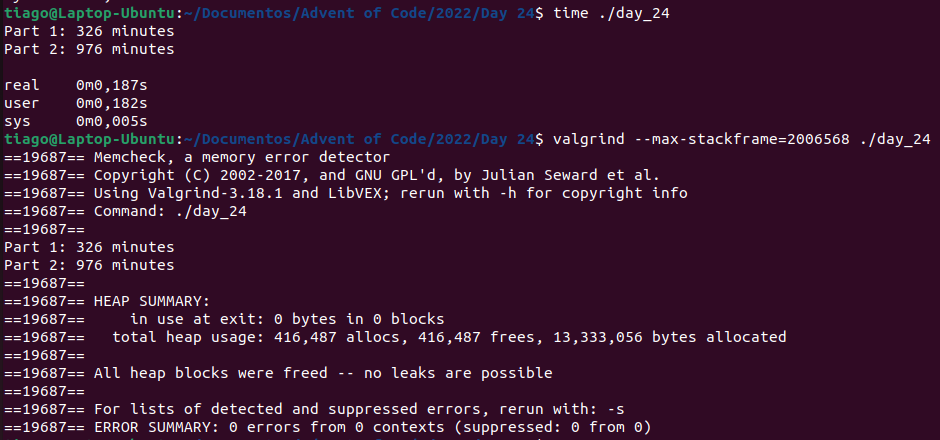 tiago@Laptop-Ubuntu:~/Documentos/Advent of Code/2022/Day 24$ time ./day_24
Part 1: 326 minutes
Part 2: 976 minutes
real    0m0,187s
user    0m0,182s
sys     0m0,005s
tiago@Laptop-Ubuntu:~/Documentos/Advent of Code/2022/Day 24$ valgrind --max-stackframe=2006568 ./day_24
==19687== Memcheck, a memory error detector
==19687== Copyright (C) 2002-2017, and GNU GPL'd, by Julian Seward et al.
==19687== Using Valgrind-3.18.1 and LibVEX; rerun with -h for copyright info
==19687== Command: ./day_24
==19687==
Part 1: 326 minutes
Part 2: 976 minutes
==19687==
==19687== HEAP SUMMARY:
==19687==     in use at exit: 0 bytes in 0 blocks
==19687==   total heap usage: 416,487 allocs, 416,487 frees, 13,333,056 bytes allocated
==19687==
==19687== All heap blocks were freed -- no leaks are possible
==19687==
==19687== For lists of detected and suppressed errors, rerun with: -s
==19687== ERROR SUMMARY: 0 errors from 0 contexts (suppressed: 0 from 0)